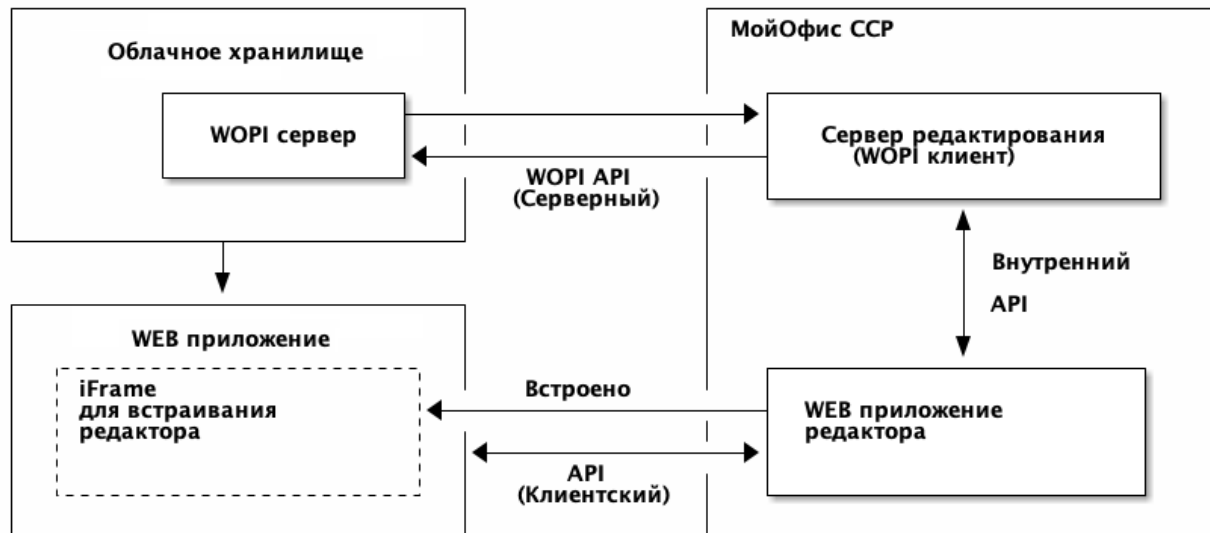 Облачное хранилище
WOPI сервер
МойОфис ССР
Сервер редактирования
(WOPI клиент)
WOPI API
(Серверный)
Внутренний
API
WEB приложение
iFrame
для встраивания
редактора
Встроено
API
(Клиентский)
WEB приложение
редактора